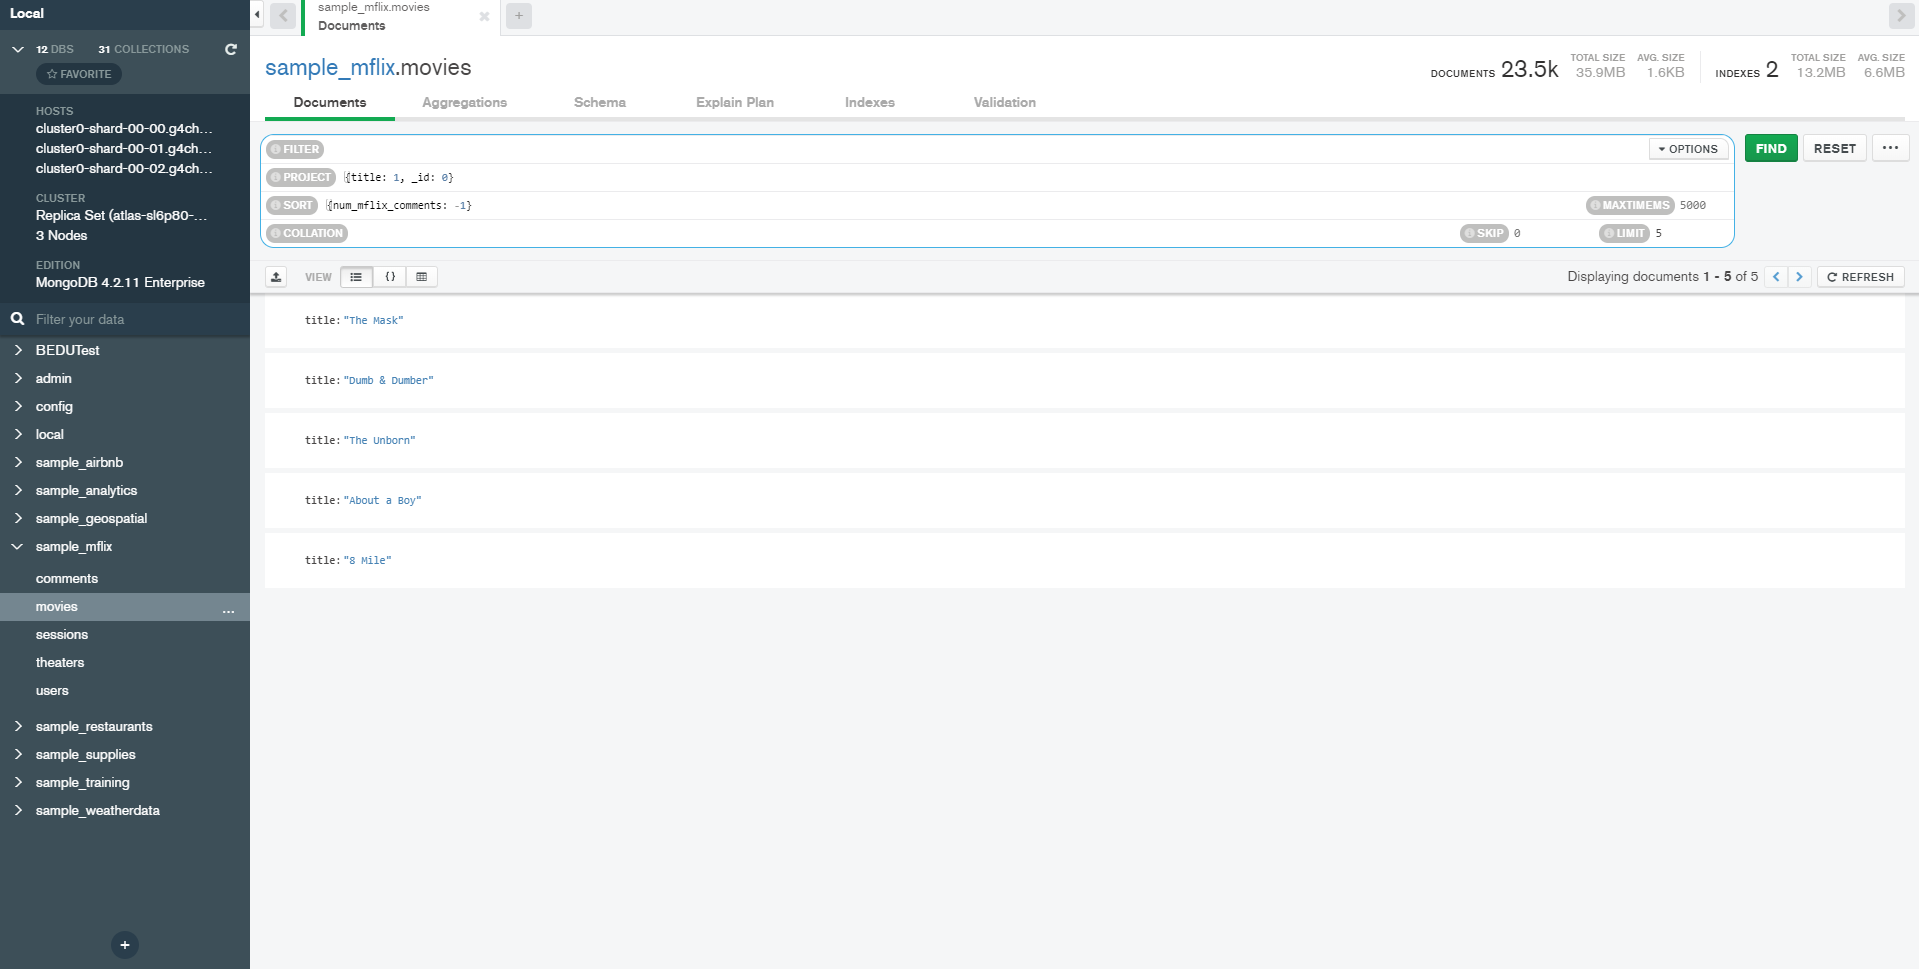 Local
12 DBS 31 COLLECTIONS
FAVORITE
HOSTS
cluster0-shard-00-00.g4ch...
cluster0-shard-00-01.g4ch...
cluster0-shard-00-02.g4ch...
CLUSTER
Replica Set (atlas-sl6p80-...
3 Nodes
EDITION
MongoDB 4.2.11 Enterprise
Filter your data
BEDUTest
admin
config
local
sample_airbnb
sample_analytics
sample_geospatial
sample_mflix
comments
movies ...
sessions
theaters
users
sample_restaurants
sample_supplies
sample_training
sample_weatherdata
+
sample_mflix.movies
Documents
+
sample_mflix.movies
DOCUMENTS 23.5k TOTAL SIZE 35.9MB AVG. SIZE 1.6KB INDEXES 2 TOTAL SIZE 13.2MB AVG. SIZE 6.6MB
Documents Aggregations Schema Explain Plan Indexes Validation
FILTER OPTIONS FIND RESET ...
PROJECT {title: 1, _id: 0}
SORT {num_mflix_comments: -1} MAXTIMEMS 5000
COLLATION SKIP 0 LIMIT 5
VIEW {} Displaying documents 1 - 5 of 5 < > REFRESH
title:"The Mask"
title:"Dumb & Dumber"
title:"The Unborn"
title:"About a Boy"
title:"8 Mile"